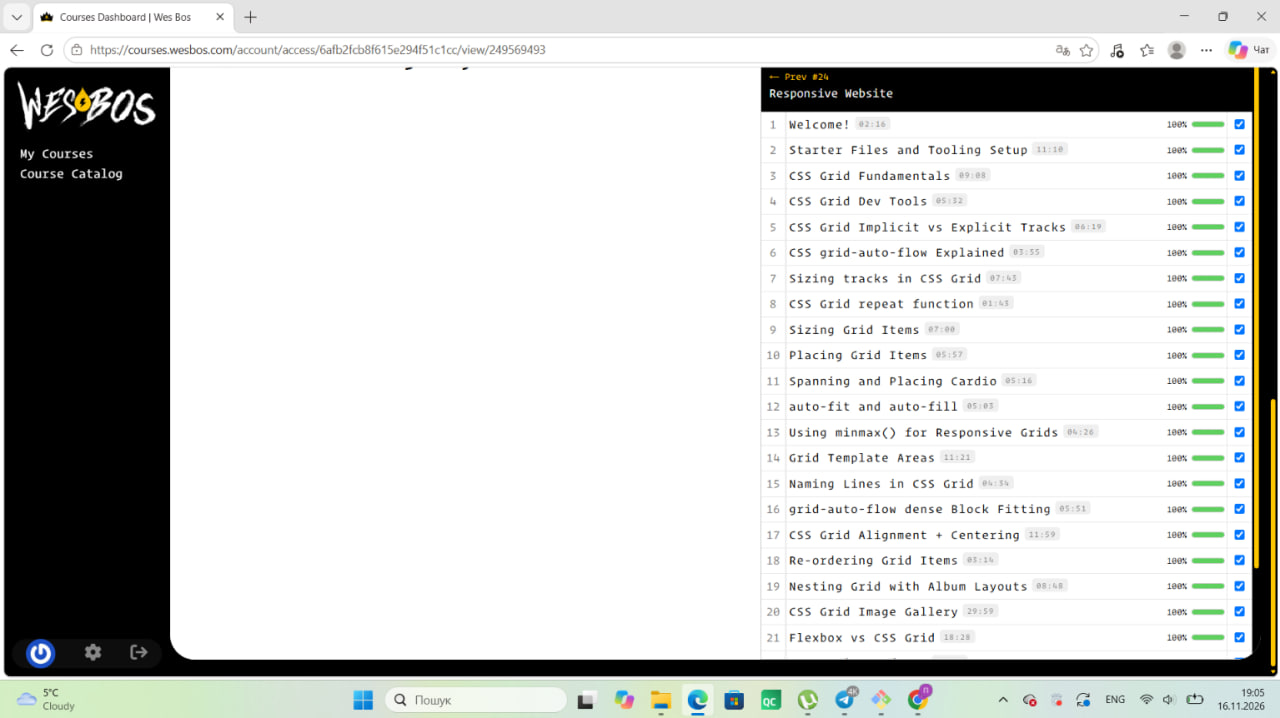 Courses Dashboard | Wes Bos
https://courses.wesbos.com/account/access/6afb2fcb8f615e294f51c1cc/view/249569493
Чат
WES BOS
My Courses
Course Catalog
← Prev #24
Responsive Website
1 Welcome! 02:16 100%
2 Starter Files and Tooling Setup 11:10 100%
3 CSS Grid Fundamentals 09:08 100%
4 CSS Grid Dev Tools 05:32 100%
5 CSS Grid Implicit vs Explicit Tracks 06:19 100%
6 CSS grid-auto-flow Explained 03:55 100%
7 Sizing tracks in CSS Grid 07:43 100%
8 CSS Grid repeat function 01:43 100%
9 Sizing Grid Items 07:00 100%
10 Placing Grid Items 05:57 100%
11 Spanning and Placing Cardio 05:16 100%
12 auto-fit and auto-fill 05:03 100%
13 Using minmax() for Responsive Grids 04:26 100%
14 Grid Template Areas 11:21 100%
15 Naming Lines in CSS Grid 04:34 100%
16 grid-auto-flow dense Block Fitting 05:51 100%
17 CSS Grid Alignment + Centering 11:59 100%
18 Re-ordering Grid Items 03:14 100%
19 Nesting Grid with Album Layouts 08:48 100%
20 CSS Grid Image Gallery 29:59 100%
21 Flexbox vs CSS Grid 18:28 100%
5°C
Cloudy
Пошук
QC
4K
П
ENG
19:05
16.11.2026